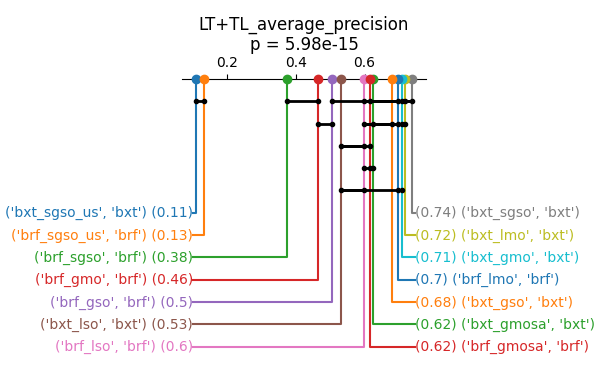 LT+TL_average_precision
p = 5.98e-15
0.2 0.4 0.6
('bxt_sgso_us', 'bxt') (0.11) (0.74) ('bxt_sgso', 'bxt')
('brf_sgso_us', 'brf') (0.13) (0.72) ('bxt_lmo', 'bxt')
('brf_sgso', 'brf') (0.38) (0.71) ('bxt_gmo', 'bxt')
('brf_gmo', 'brf') (0.46) (0.7) ('brf_lmo', 'brf')
('brf_gso', 'brf') (0.5) (0.68) ('bxt_gso', 'bxt')
('bxt_lso', 'bxt') (0.53) (0.62) ('bxt_gmosa', 'bxt')
('brf_lso', 'brf') (0.6) (0.62) ('brf_gmosa', 'brf')